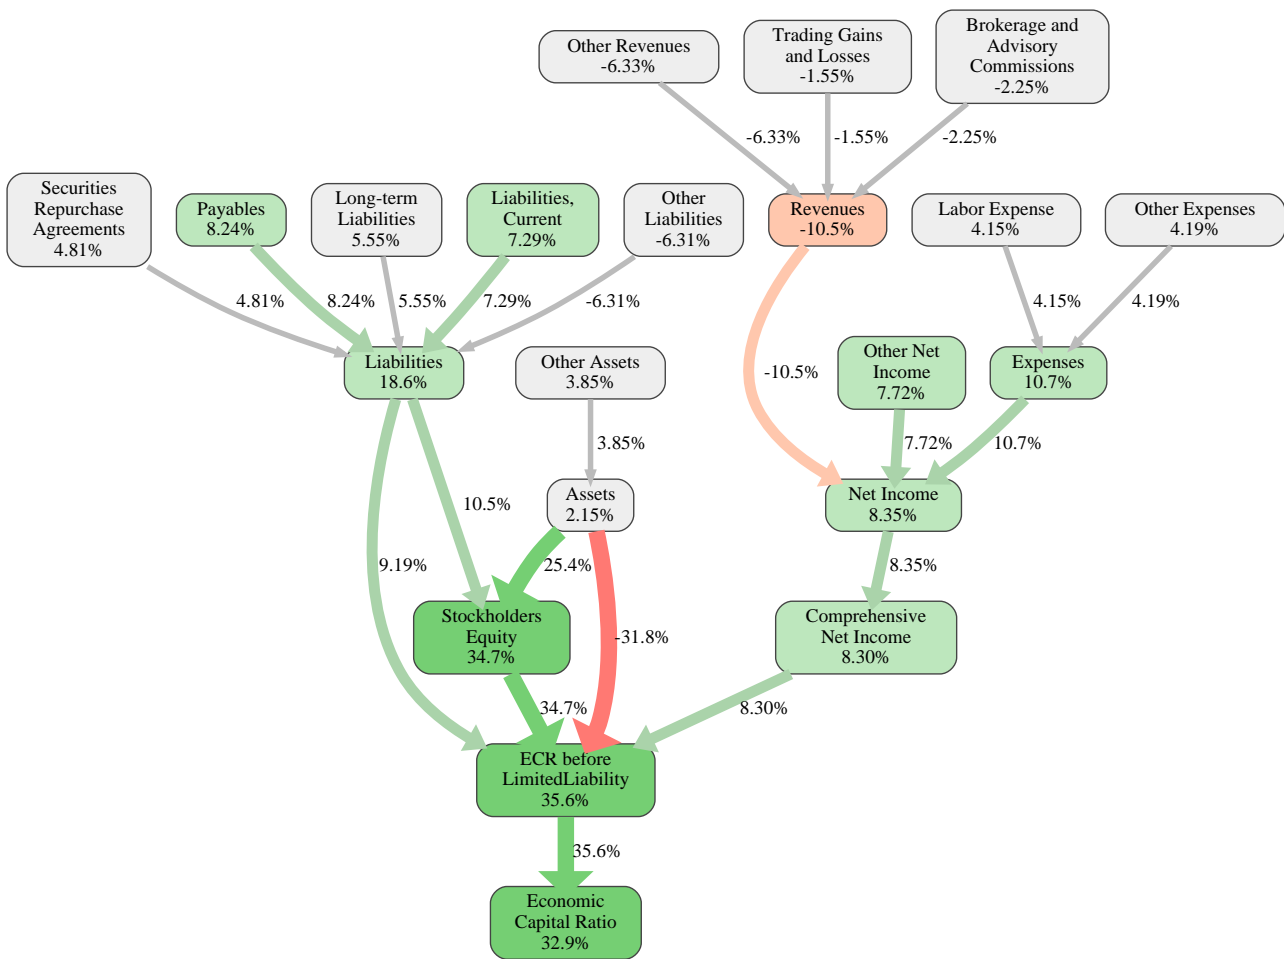 Other Revenues
-6.33%
Trading Gains
and Losses
-1.55%
Brokerage and
Advisory
Commissions
-2.25%
-6.33%
-1.55%
-2.25%
Securities
Repurchase
Agreements
4.81%
Payables
8.24%
Long-term
Liabilities
5.55%
Liabilities,
Current
7.29%
Other
Liabilities
-6.31%
Revenues
-10.5%
Labor Expense
4.15%
Other Expenses
4.19%
4.81%
8.24%
5.55%
7.29%
-6.31%
4.15%
4.19%
Liabilities
18.6%
Other Assets
3.85%
-10.5%
Other Net
Income
7.72%
Expenses
10.7%
3.85%
7.72%
10.7%
Assets
2.15%
Net Income
8.35%
10.5%
9.19%
25.4%
8.35%
Stockholders
Equity
34.7%
-31.8%
Comprehensive
Net Income
8.30%
34.7%
8.30%
ECR before
LimitedLiability
35.6%
35.6%
Economic
Capital Ratio
32.9%